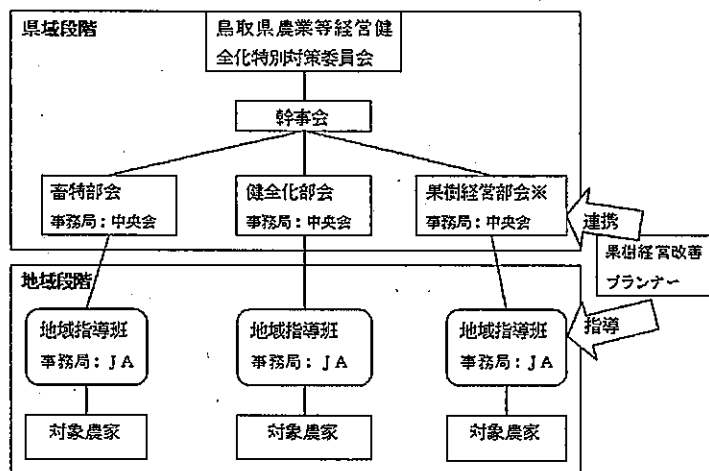 県域段階
鳥取県農業等経営健
全化特別対策委員会
幹事会
畜特部会
事務局：中央会
健全化部会
事務局：中央会
果樹経営部会※
事務局：中央会
連携
果樹経営改善
プランナー
指導
地域段階
地域指導班
事務局：ＪＡ
地域指導班
事務局：ＪＡ
地域指導班
事務局：ＪＡ
対象農家
対象農家
対象農家